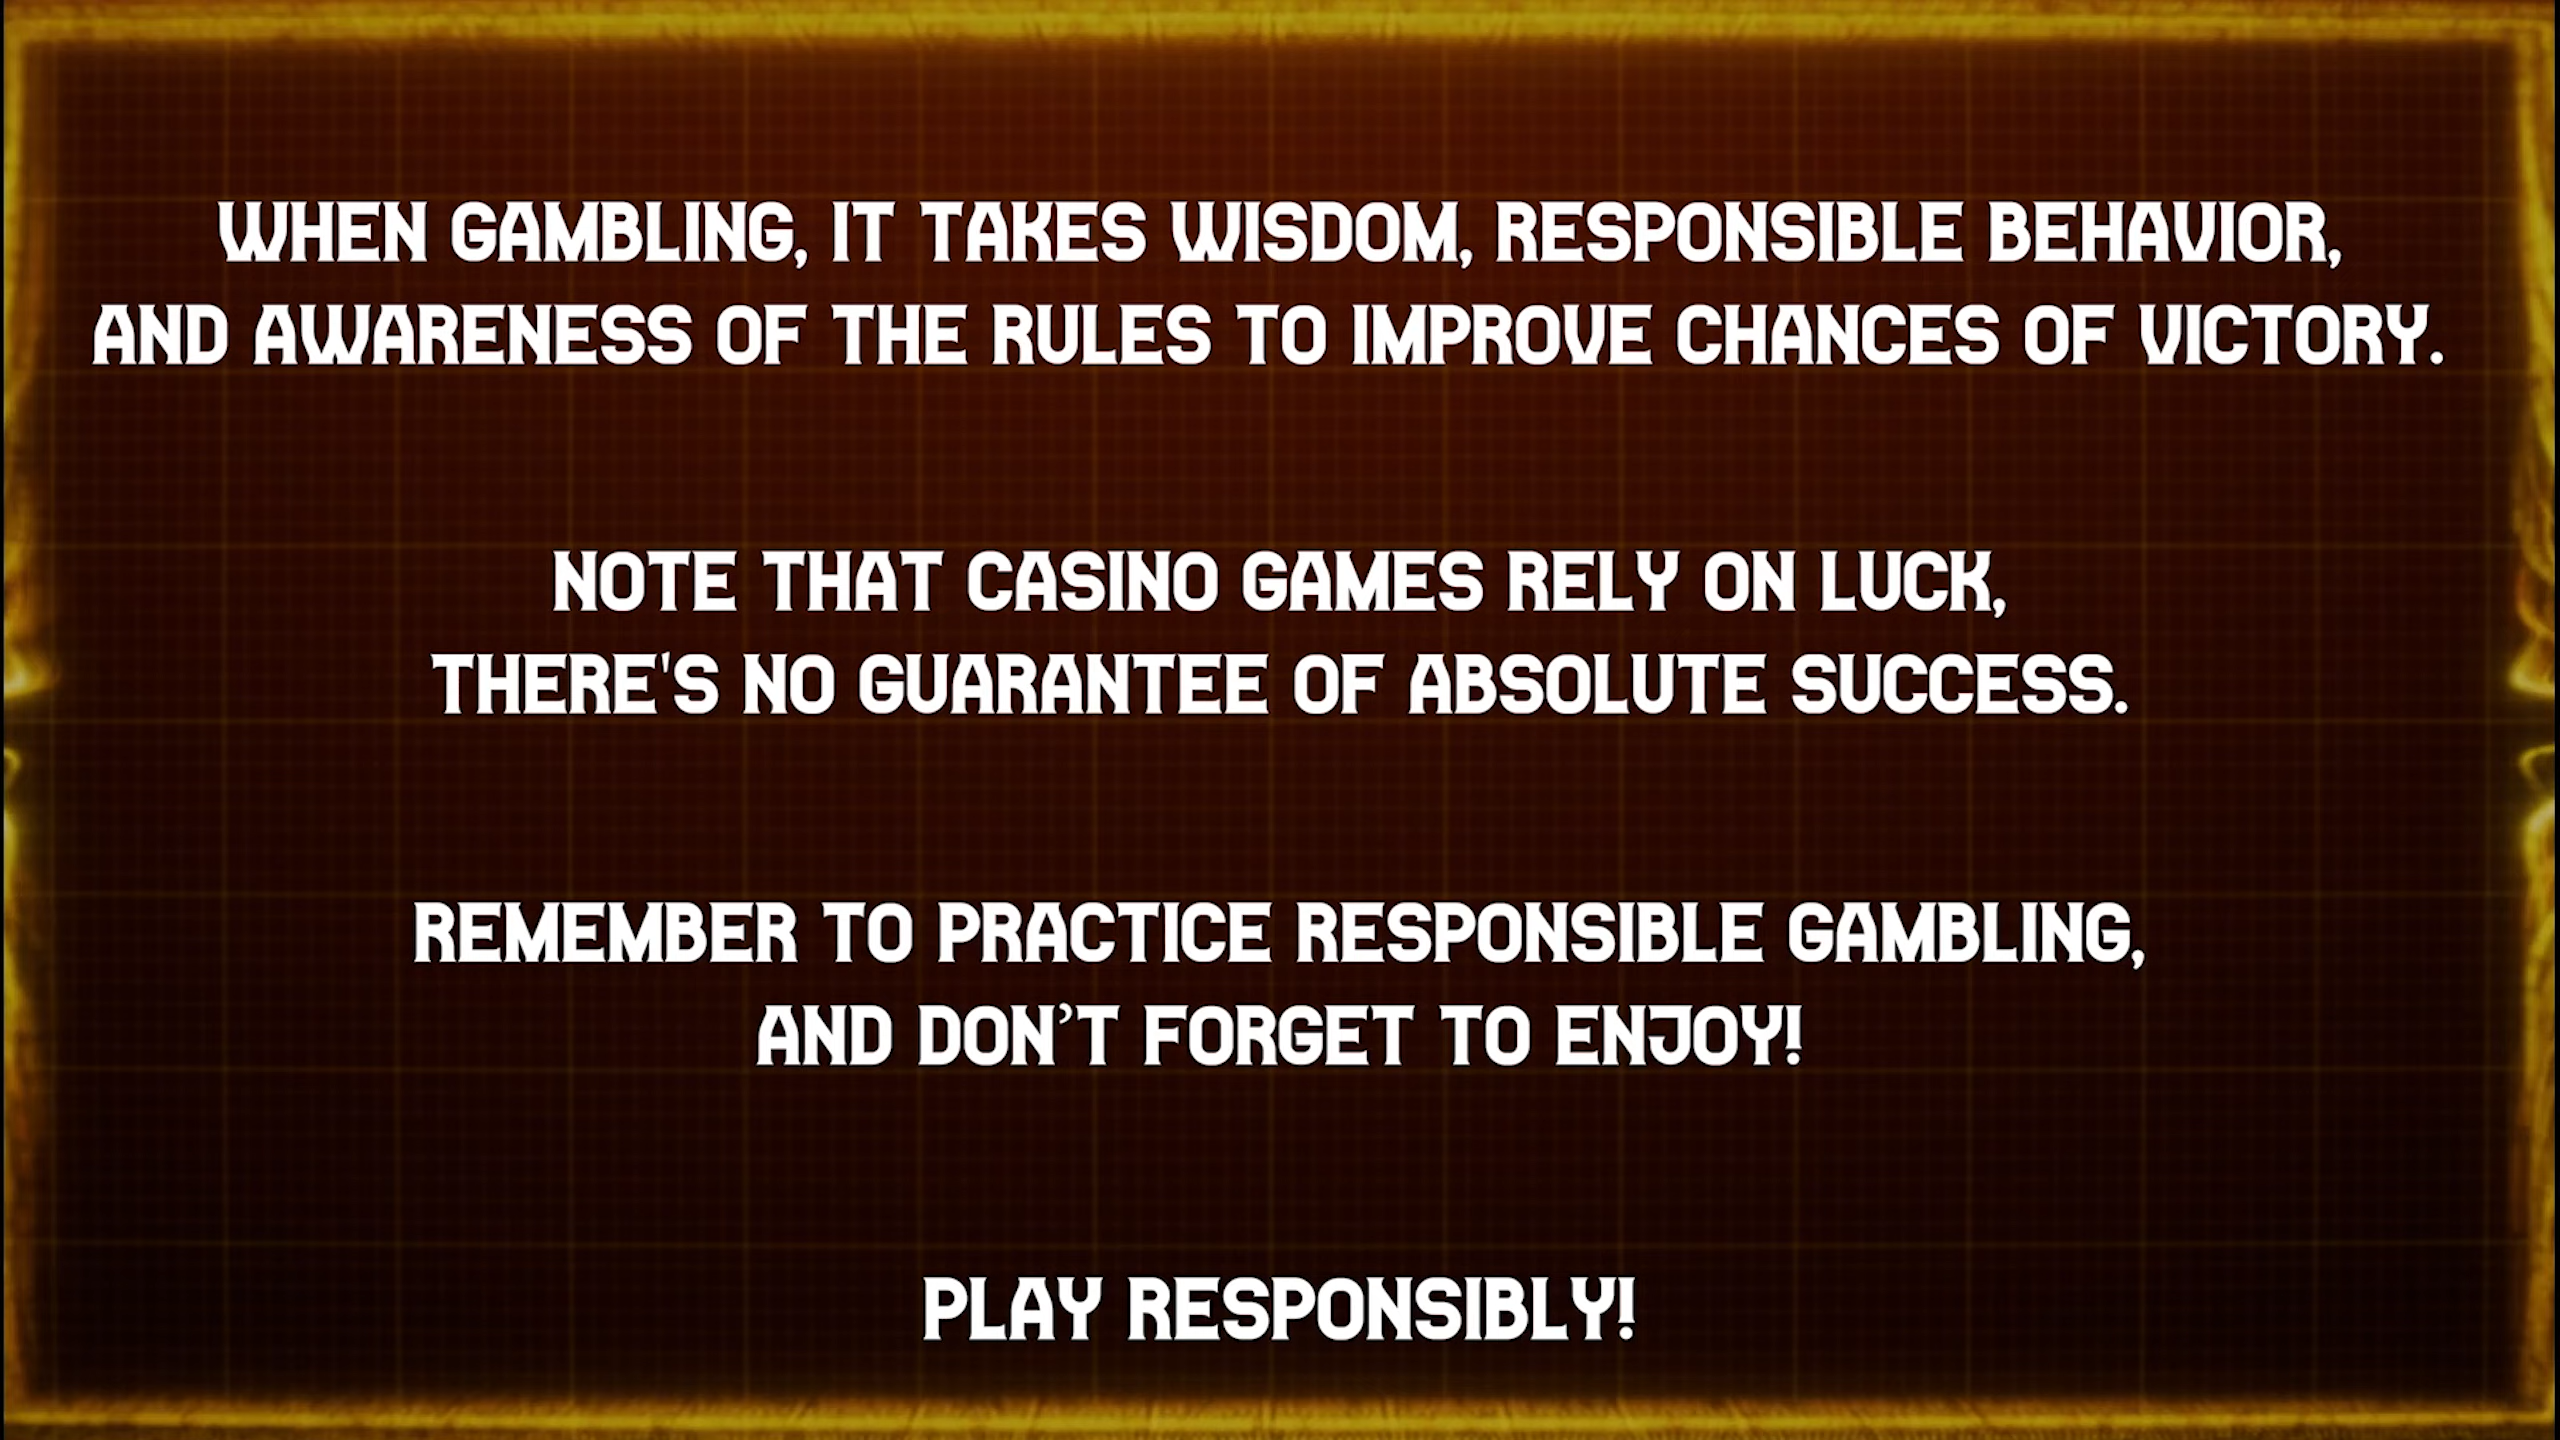 WHEN GAMBLING, IT TAKES WISDOM, RESPONSIBLE BEHAVIOR,
AND AWARENESS OF THE RULES TO IMPROVE CHANCES OF VICTORY.
NOTE THAT CASINO GAMES RELY ON LUCK,
THERE'S NO GUARANTEE OF ABSOLUTE SUCCESS.
REMEMBER TO PRACTICE RESPONSIBLE GAMBLING,
AND DON’T FORGET TO ENJOY!
PLAY RESPONSIBLY!